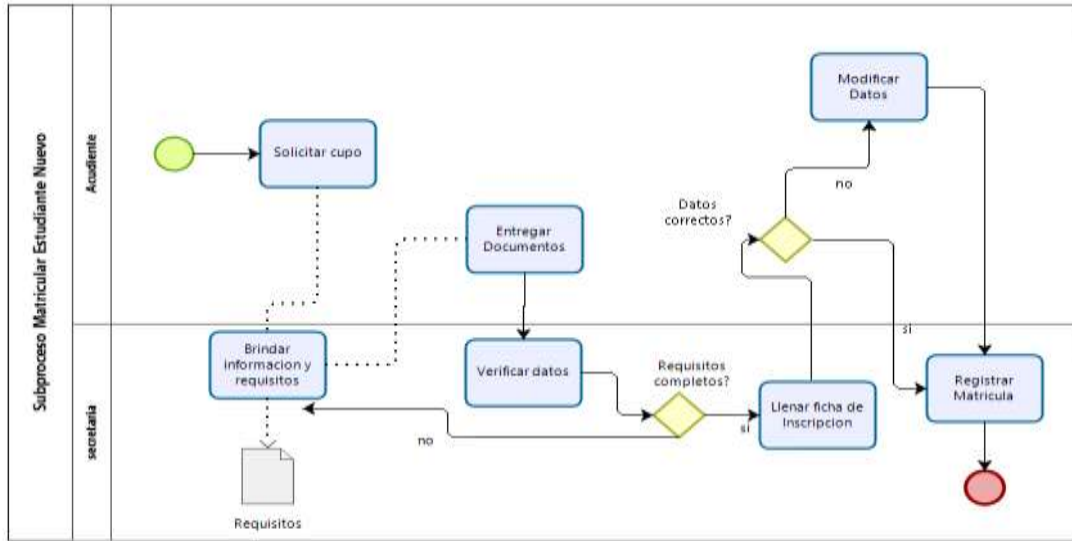 Subproceso Matricular Estudiante Nuevo
Acudiente
Solicitar cupo
Entregar
Documentos
Datos
correctos?
no
Modificar
Datos
si
secretaria
Brindar
informacion y
requisitos
Requisitos
no
Verificar datos
Requisitos
completos?
si
Llenar ficha de
Inscripcion
Registrar
Matricula